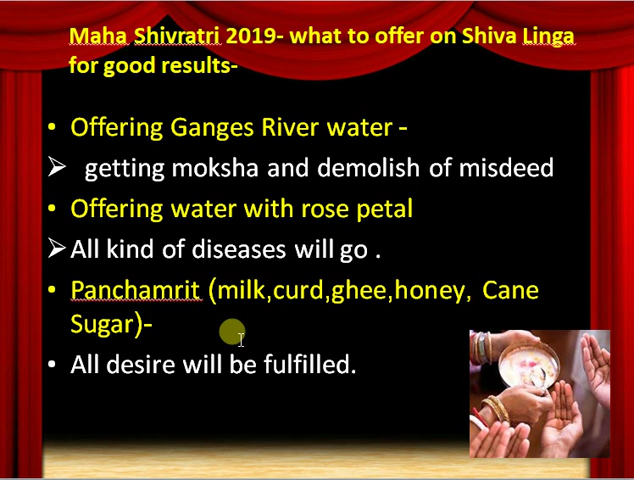 Maha Shivratri 2019- what to offer on Shiva Linga
for good results-
• Offering Ganges River water -
➢ getting moksha and demolish of misdeed
• Offering water with rose petal
➢ All kind of diseases will go .
• Panchamrit (milk,curd,ghee,honey, Cane
Sugar)-
• All desire will be fulfilled.